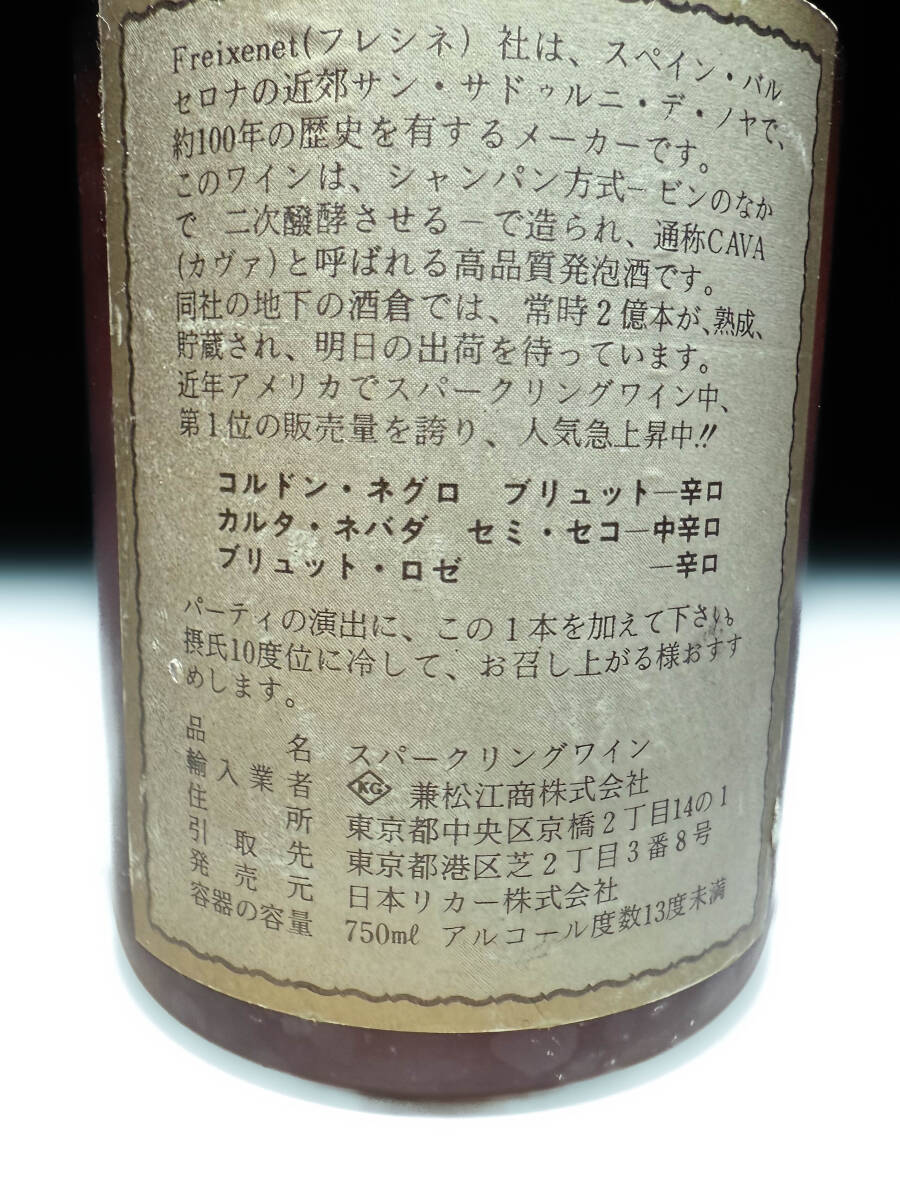 Freixenet(フレシネ) 社は、スペイン・バル
セロナの近郊サン・サドゥルニ・デ・ノヤで、
約100年の歴史を有するメーカーです。
このワインは、シャンパン方式−ビンのなか
で 二次醱酵させる−で造られ、通称CAVA
(カヴァ)と呼ばれる高品質発泡酒です。
同社の地下の酒倉では、常時2億本が、熟成、
貯蔵され、明日の出荷を待っています。
近年アメリカでスパークリングワイン中、
第1位の販売量を誇り、人気急上昇中!!
コルドン・ネグロ ブリュット−辛口
カルタ・ネバダ セミ・セコ−中辛口
ブリュット・ロゼ −辛口
パーティの演出に、この1本を加えて下さい。
摂氏10度位に冷して、お召し上がる様おすす
めします。
品名 スパークリングワイン
輸入業者 KG 兼松江商株式会社
住所 東京都中央区京橋2丁目14の1
引取先 東京都港区芝2丁目3番8号
発売元 日本リカー株式会社
容器の容量 750ml アルコール度数13度未満